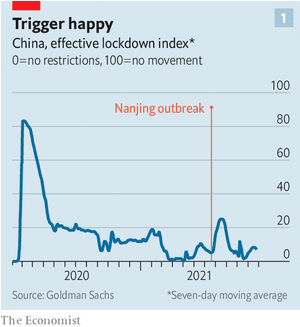 Trigger happy
1
China, effective lockdown index*
0=no restrictions, 100=no movement
100
Nanjing outbreak
80
60
40
20
0
2020
2021
Source: Goldman Sachs
*Seven-day moving average
The Economist